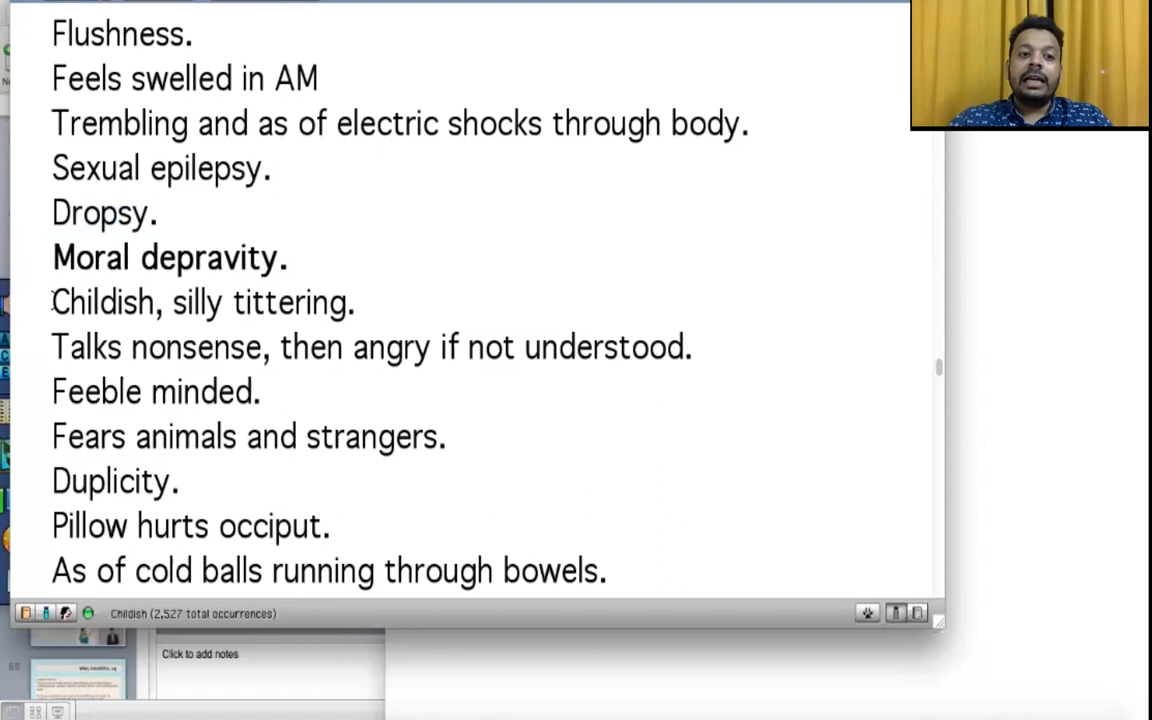 Flushness.
Feels swelled in AM
Trembling and as of electric shocks through body.
Sexual epilepsy.
Dropsy.
Moral depravity.
Childish, silly tittering.
Talks nonsense, then angry if not understood.
Feeble minded.
Fears animals and strangers.
Duplicity.
Pillow hurts occiput.
As of cold balls running through bowels.
Childish (2,527 total occurrences)
Click to add notes
65